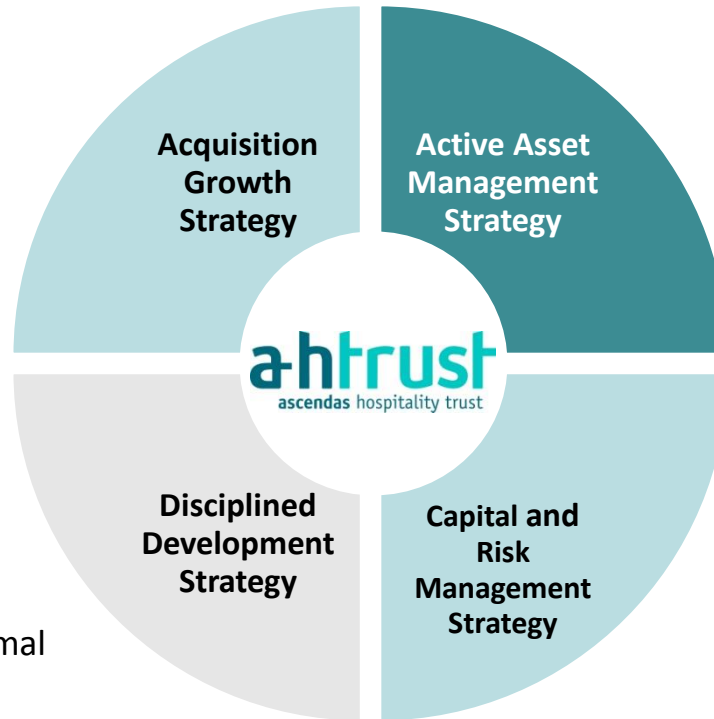 Acquisition
Growth
Strategy
Active Asset
Management
Strategy
a-htrust
ascendas hospitality trust
Disciplined
Development
Strategy
Capital and
Risk
Management
Strategy